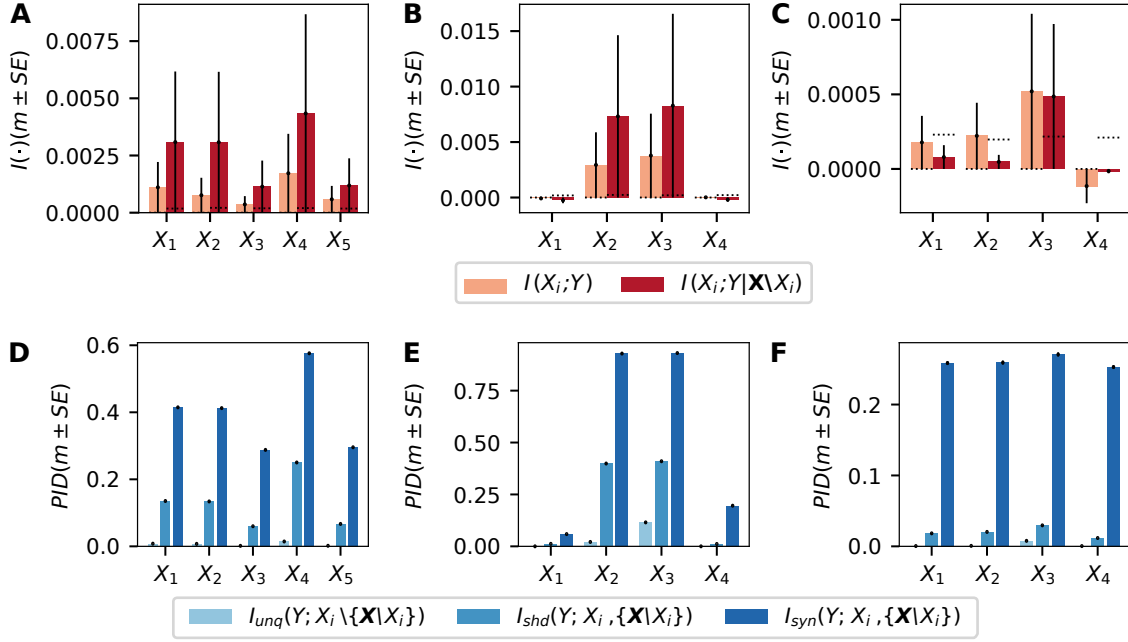 A
B
C
I(·)(m ± SE)
0.0075
0.0050
0.0025
0.0000
X1 X2 X3 X4 X5
I(·)(m ± SE)
0.015
0.010
0.005
0.000
X1 X2 X3 X4
I(·)(m ± SE)
0.0010
0.0005
0.0000
X1 X2 X3 X4
I(Xi;Y) I(Xi;Y|X\Xi)
D
E
F
PID(m ± SE)
0.6
0.4
0.2
0.0
X1 X2 X3 X4 X5
PID(m ± SE)
0.75
0.50
0.25
0.00
X1 X2 X3 X4
PID(m ± SE)
0.2
0.1
0.0
X1 X2 X3 X4
Iunq(Y; Xi \{X\Xi}) Ishd(Y; Xi ,{X\Xi}) Isyn(Y; Xi ,{X\Xi})